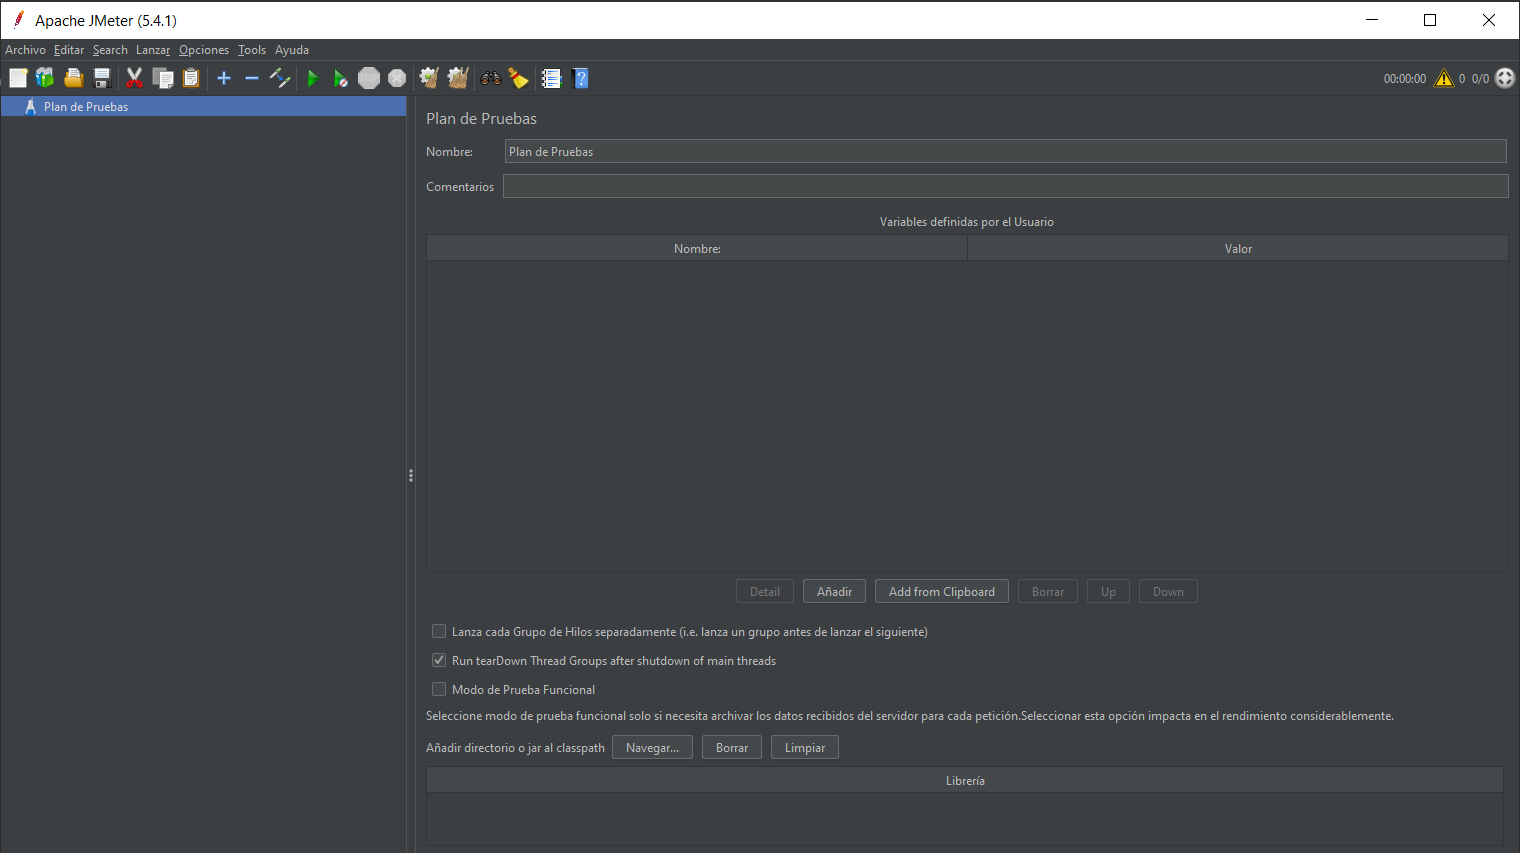 Apache JMeter (5.4.1)
Archivo Editar Search Lanzar Opciones Tools Ayuda
STOP ? 00:00:00 0 0/0
Plan de Pruebas
Plan de Pruebas
Nombre: Plan de Pruebas
Comentarios
Variables definidas por el Usuario
Nombre: Valor
Detail Añadir Add from Clipboard Borrar Up Down
Lanza cada Grupo de Hilos separadamente (i.e. lanza un grupo antes de lanzar el siguiente)
Run tearDown Thread Groups after shutdown of main threads
Modo de Prueba Funcional
Seleccione modo de prueba funcional solo si necesita archivar los datos recibidos del servidor para cada petición.Seleccionar esta opción impacta en el rendimiento considerablemente.
Añadir directorio o jar al classpath Navegar... Borrar Limpiar
Librería